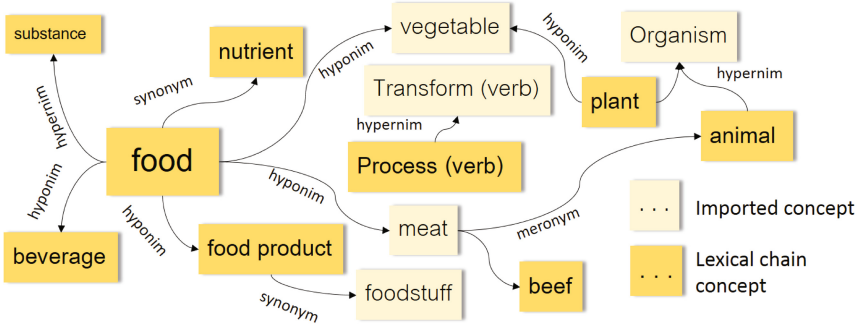 substance
nutrient
vegetable
Organism
hyponim
hyponim
synonym
hypernim
Transform (verb)
hypernim
plant
hypernim
animal
food
Process (verb)
hyponim
hyponim
hyponim
meronym
. . .
Imported concept
beverage
food product
meat
. . .
Lexical chain
concept
synonym
foodstuff
beef